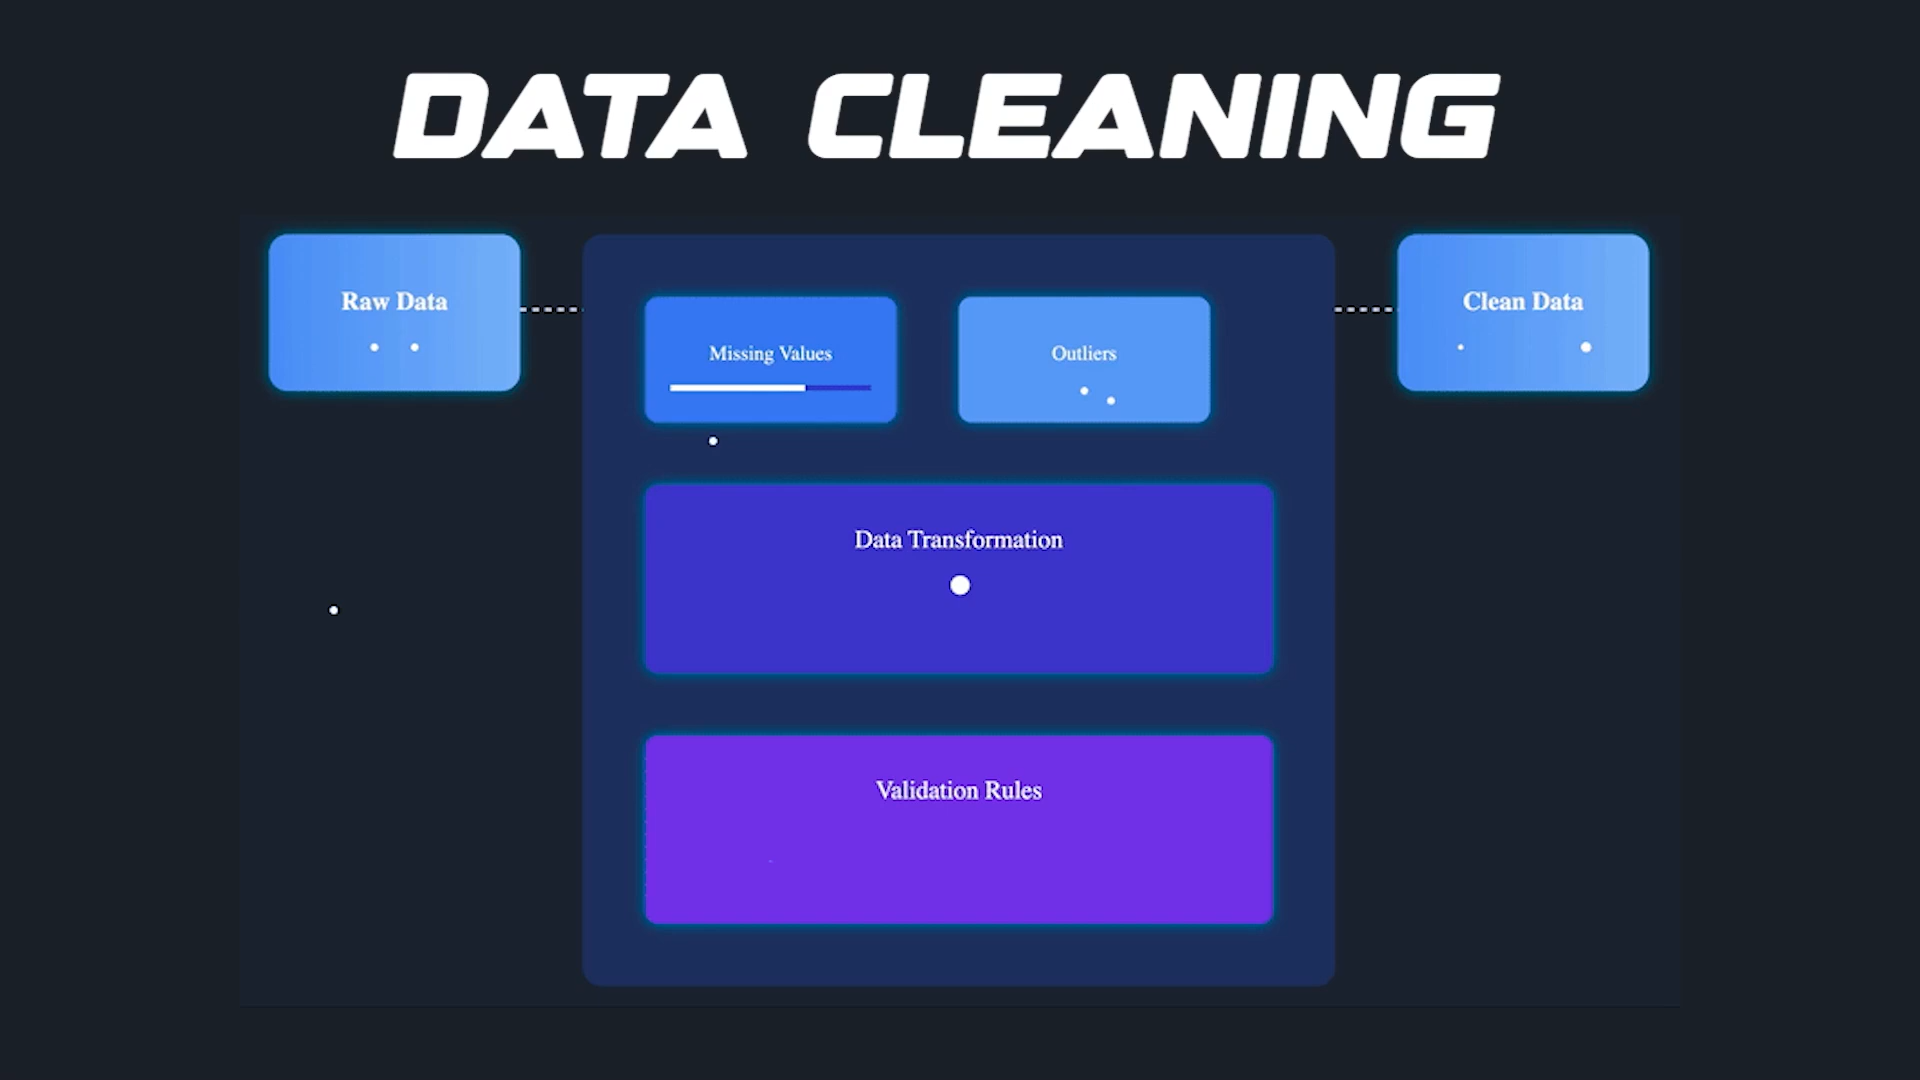 DATA CLEANING
Raw Data
Missing Values
Outliers
Clean Data
Data Transformation
Validation Rules